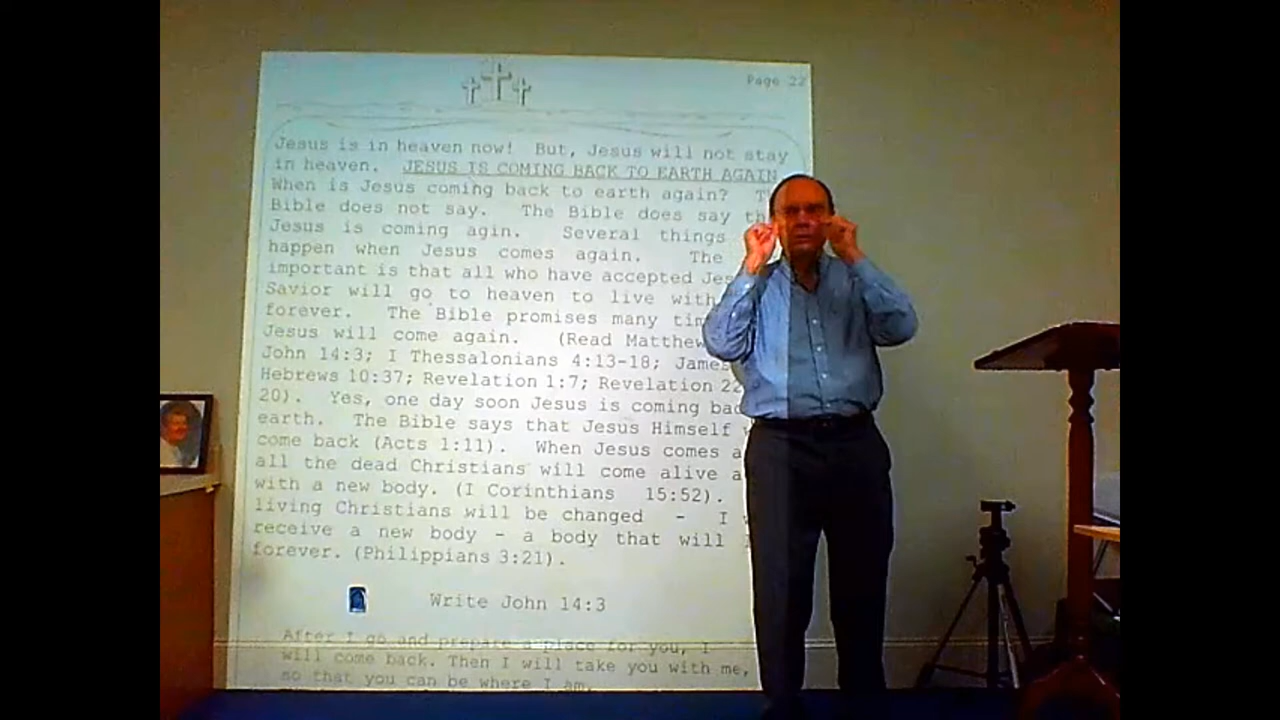 Page 22
Jesus is in heaven now! But, Jesus will not stay
in heaven. JESUS IS COMING BACK TO EARTH AGAIN
When is Jesus coming back to earth again?
Bible does not say. The Bible does say
Jesus is coming agin. Several things
happen when Jesus comes again. The
important is that all who have accepted
Savior will go to heaven to live with
forever. The Bible promises many
Jesus will come again. (Read Matthew
John 14:3; I Thessalonians 4:13-18; James
Hebrews 10:37; Revelation 1:7; Revelation 22
20). Yes, one day soon Jesus is coming
earth. The Bible says that Jesus Himself
come back (Acts 1:11). When Jesus comes
all the dead Christians will come alive
with a new body. (I Corinthians 15:52).
living Christians will be changed - I
receive a new body - a body that will
forever. (Philippians 3:21).
Write John 14:3
After I go and prepare a place for you, I
will come back. Then I will take you with me,
so that you can be where I am.